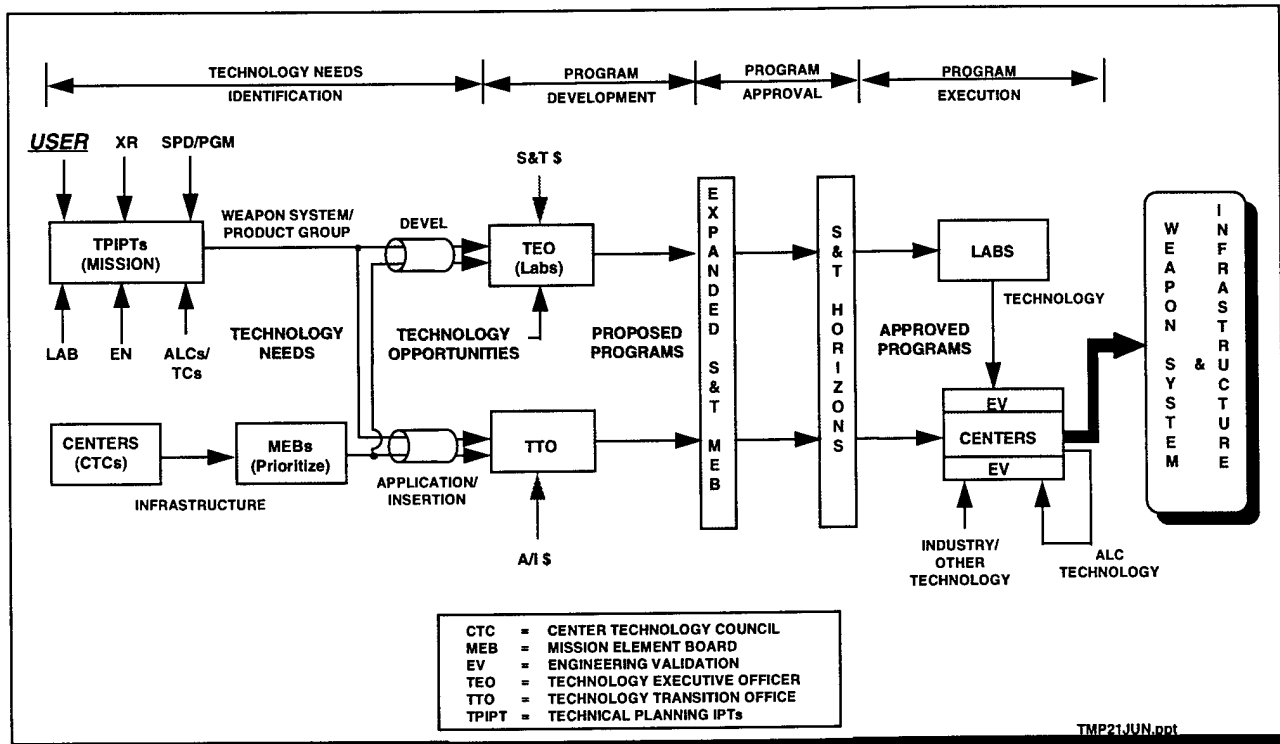 TECHNOLOGY NEEDS
IDENTIFICATION
PROGRAM
DEVELOPMENT
PROGRAM
APPROVAL
PROGRAM
EXECUTION
USER
XR
SPD/PGM
TPIPTs
(MISSION)
LAB
EN
ALCs/
TCs
WEAPON SYSTEM/
PRODUCT GROUP
DEVEL
S&T $
TEO
(Labs)
TECHNOLOGY
NEEDS
TECHNOLOGY
OPPORTUNITIES
PROPOSED
PROGRAMS
CENTERS
(CTCs)
MEBs
(Prioritize)
INFRASTRUCTURE
APPLICATION/
INSERTION
TTO
A/I $
EXPANDED S&T MEB
S&T HORIZONS
LABS
TECHNOLOGY
APPROVED
PROGRAMS
EV
CENTERS
EV
INDUSTRY/
OTHER
TECHNOLOGY
ALC
TECHNOLOGY
WEAPON SYSTEM
&
INFRASTRUCTURE
CTC = CENTER TECHNOLOGY COUNCIL
MEB = MISSION ELEMENT BOARD
EV = ENGINEERING VALIDATION
TEO = TECHNOLOGY EXECUTIVE OFFICER
TTO = TECHNOLOGY TRANSITION OFFICE
TPIPT = TECHNICAL PLANNING IPTs
TMP21JUN.ppt